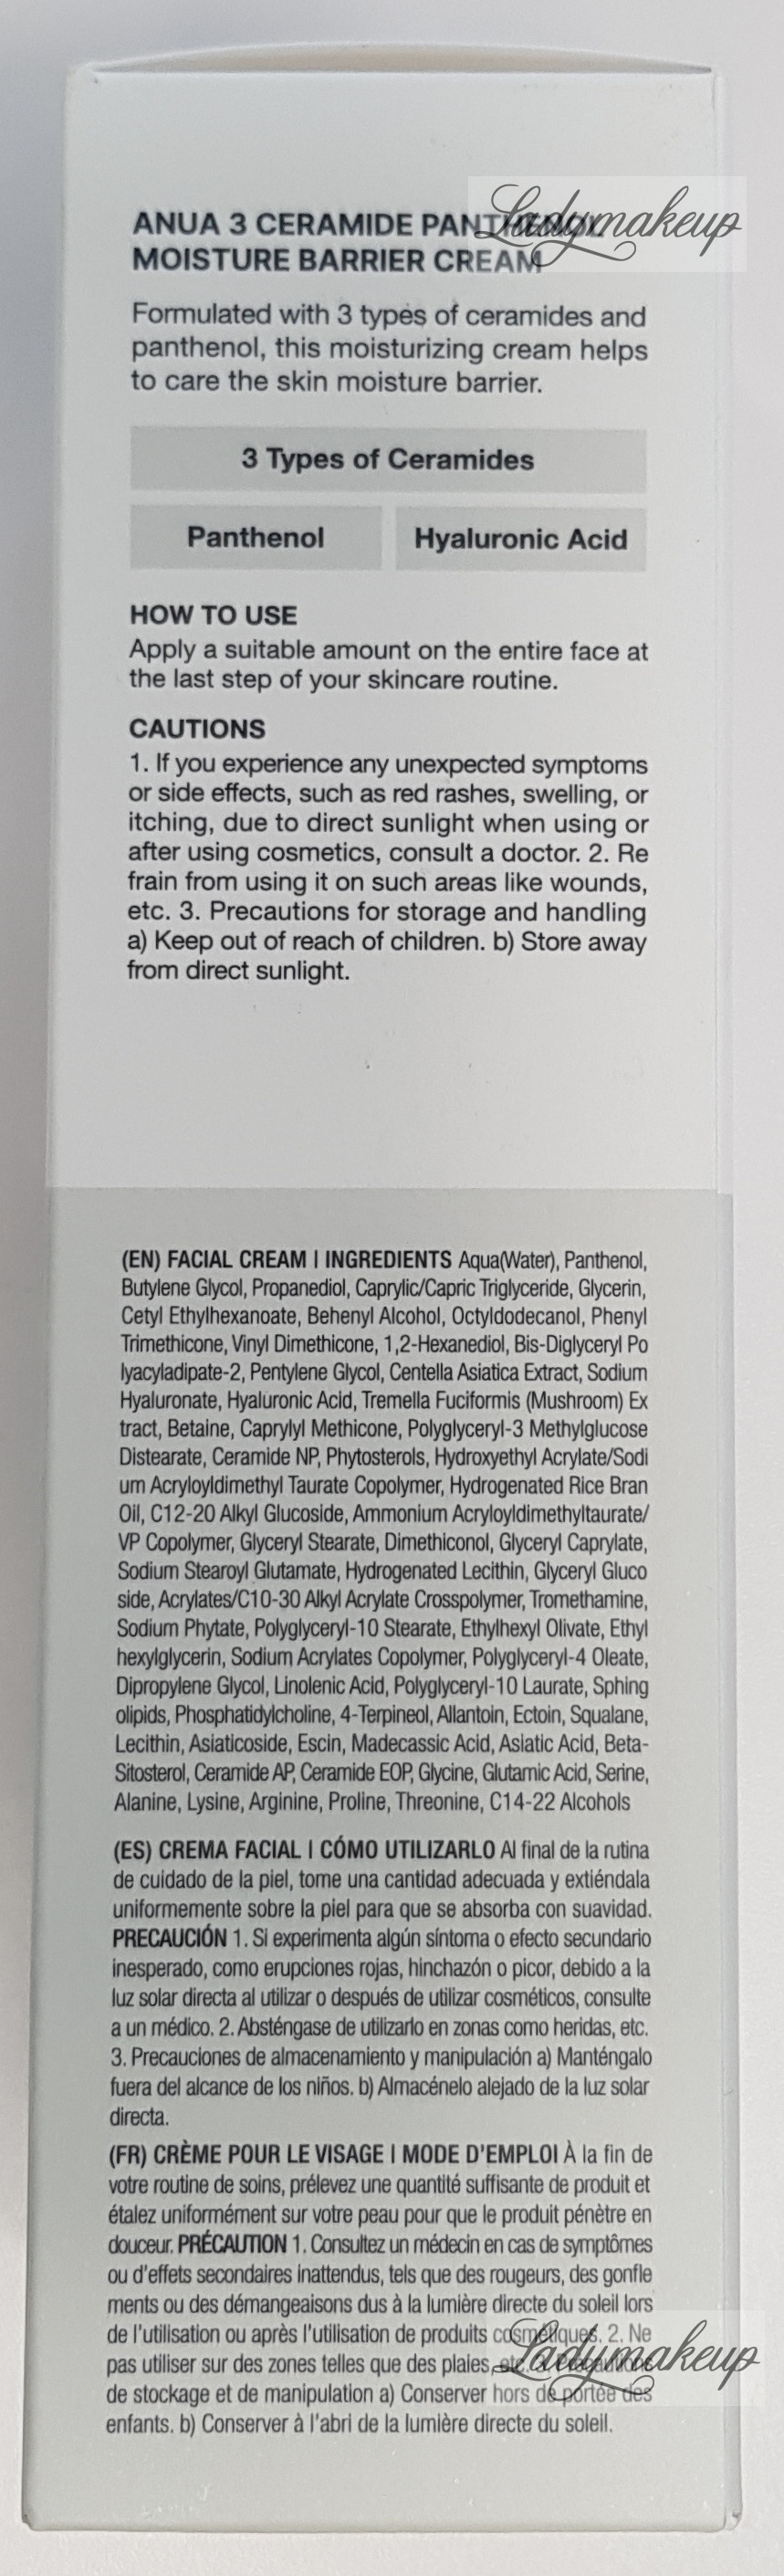 Ladymakeup
ANUA 3 CERAMIDE PANTHENOL
MOISTURE BARRIER CREAM
Formulated with 3 types of ceramides and
panthenol, this moisturizing cream helps
to care the skin moisture barrier.
3 Types of Ceramides
Panthenol
Hyaluronic Acid
HOW TO USE
Apply a suitable amount on the entire face at
the last step of your skincare routine.
CAUTIONS
1. If you experience any unexpected symptoms
or side effects, such as red rashes, swelling, or
itching, due to direct sunlight when using or
after using cosmetics, consult a doctor. 2. Re
frain from using it on such areas like wounds,
etc. 3. Precautions for storage and handling
a) Keep out of reach of children. b) Store away
from direct sunlight.
(EN) FACIAL CREAM | INGREDIENTS Aqua(Water), Panthenol,
Butylene Glycol, Propanediol, Caprylic/Capric Triglyceride, Glycerin,
Cetyl Ethylhexanoate, Behenyl Alcohol, Octyldodecanol, Phenyl
Trimethicone, Vinyl Dimethicone, 1,2-Hexanediol, Bis-Diglyceryl Po
lyacyladipate-2, Pentylene Glycol, Centella Asiatica Extract, Sodium
Hyaluronate, Hyaluronic Acid, Tremella Fuciformis (Mushroom) Ex
tract, Betaine, Caprylyl Methicone, Polyglyceryl-3 Methylglucose
Distearate, Ceramide NP, Phytosterols, Hydroxyethyl Acrylate/Sodi
um Acryloyldimethyl Taurate Copolymer, Hydrogenated Rice Bran
Oil, C12-20 Alkyl Glucoside, Ammonium Acryloyldimethyltaurate/
VP Copolymer, Glyceryl Stearate, Dimethiconol, Glyceryl Caprylate,
Sodium Stearoyl Glutamate, Hydrogenated Lecithin, Glyceryl Gluco
side, Acrylates/C10-30 Alkyl Acrylate Crosspolymer, Tromethamine,
Sodium Phytate, Polyglyceryl-10 Stearate, Ethylhexyl Olivate, Ethyl
hexylglycerin, Sodium Acrylates Copolymer, Polyglyceryl-4 Oleate,
Dipropylene Glycol, Linolenic Acid, Polyglyceryl-10 Laurate, Sphing
olipids, Phosphatidylcholine, 4-Terpineol, Allantoin, Ectoin, Squalane,
Lecithin, Asiaticoside, Escin, Madecassic Acid, Asiatic Acid, Beta-
Sitosterol, Ceramide AP, Ceramide EOP, Glycine, Glutamic Acid, Serine,
Alanine, Lysine, Arginine, Proline, Threonine, C14-22 Alcohols
(ES) CREMA FACIAL | CÓMO UTILIZARLO Al final de la rutina
de cuidado de la piel, tome una cantidad adecuada y extiéndala
uniformemente sobre la piel para que se absorba con suavidad.
PRECAUCIÓN 1. Si experimenta algún síntoma o efecto secundario
inesperado, como erupciones rojas, hinchazón o picor, debido a la
luz solar directa al utilizar o después de utilizar cosméticos, consulte
a un médico. 2. Absténgase de utilizarlo en zonas como heridas, etc.
3. Precauciones de almacenamiento y manipulación a) Manténgalo
fuera del alcance de los niños. b) Almacénelo alejado de la luz solar
directa.
(FR) CRÈME POUR LE VISAGE | MODE D'EMPLOI À la fin de
votre routine de soins, prélevez une quantité suffisante de produit et
étalez uniformément sur votre peau pour que le produit pénètre en
douceur. PRÉCAUTION 1. Consultez un médecin en cas de symptômes
ou d'effets secondaires inattendus, tels que des rougeurs, des gonfle
ments ou des démangeaisons dus à la lumière directe du soleil lors
de l'utilisation ou après l'utilisation de produits cosmétiques. 2. Ne
pas utiliser sur des zones telles que des plaies, etc. 3. Précautions
Ladymakeup
de stockage et de manipulation a) Conserver hors de portée des
enfants. b) Conserver à l'abri de la lumière directe du soleil.